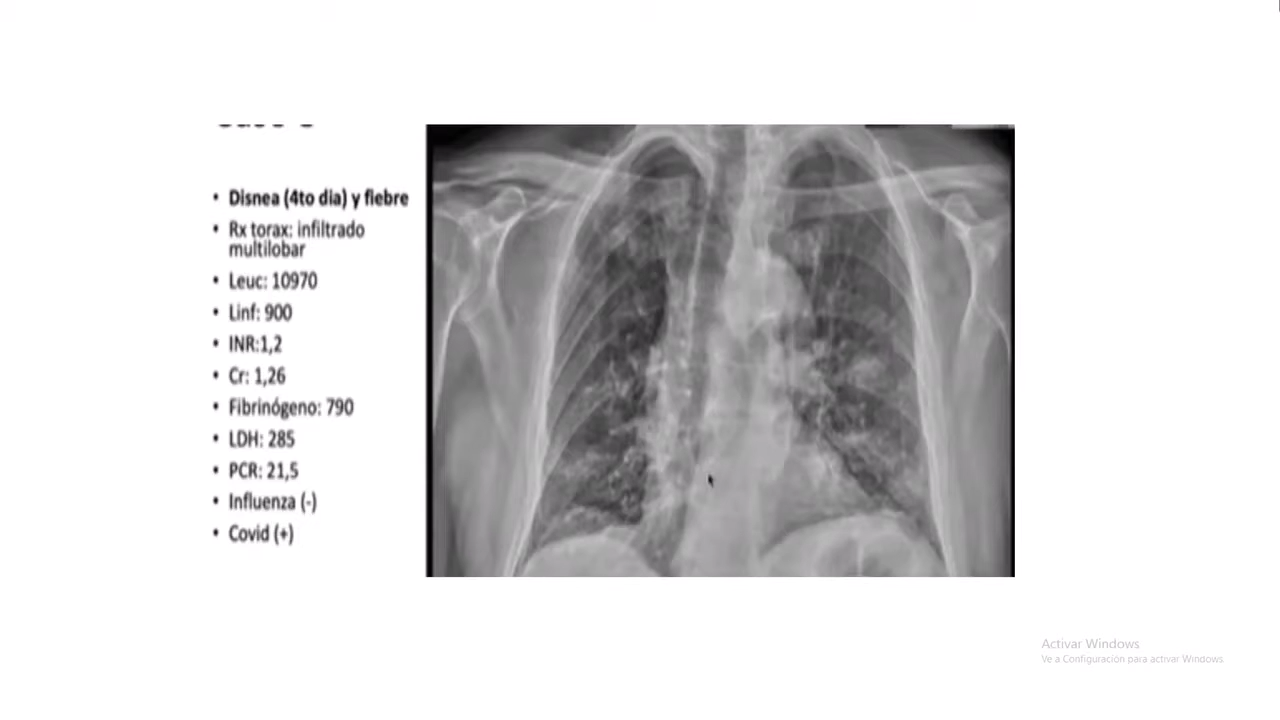 • Disnea (4to dia) y fiebre
• Rx torax: infiltrado
multilobar
• Leuc: 10970
• Linf: 900
• INR:1,2
• Cr: 1,26
• Fibrinógeno: 790
• LDH: 285
• PCR: 21,5
• Influenza (-)
• Covid (+)
Activar Windows
Ve a Configuración para activar Windows.